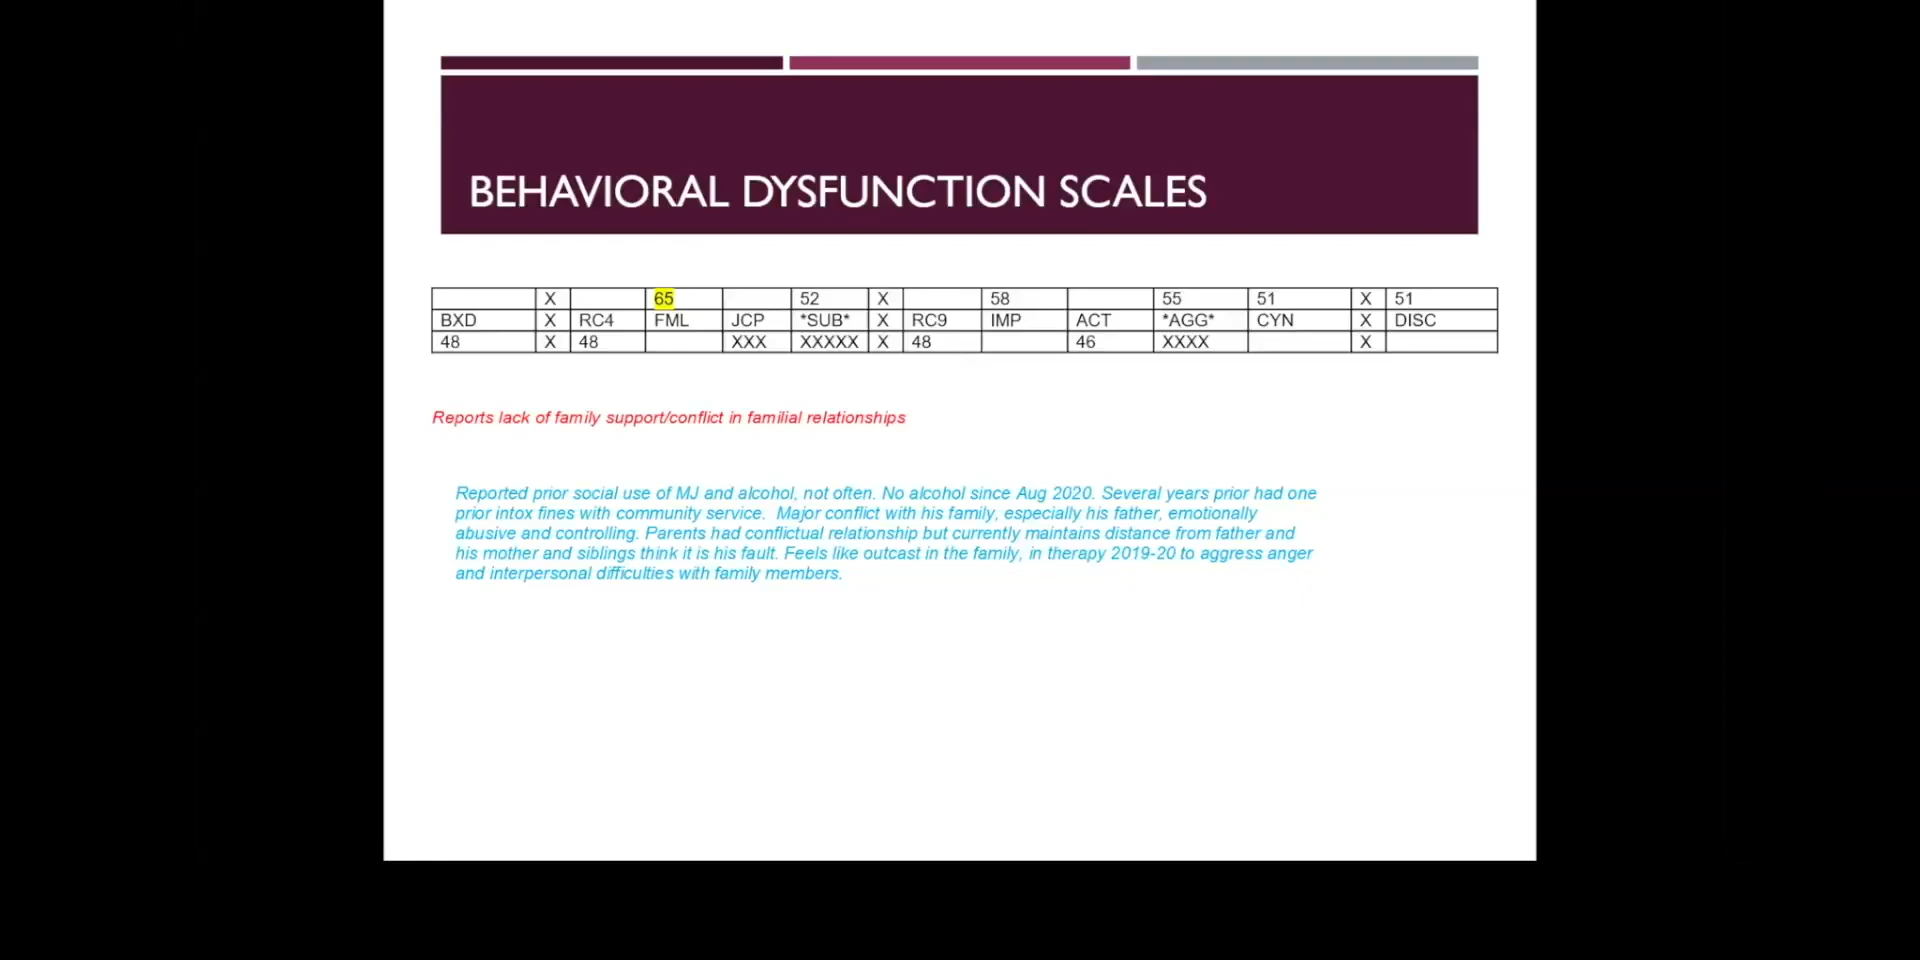 BEHAVIORAL DYSFUNCTION SCALES
X 65 52 X 58 55 51 X 51
BXD X RC4 FML JCP *SUB* X RC9 IMP ACT *AGG* CYN X DISC
48 X 48 XXX XXXXX X 48 46 XXXX X
Reports lack of family support/conflict in familial relationships
Reported prior social use of MJ and alcohol, not often. No alcohol since Aug 2020. Several years prior had one
prior intox fines with community service. Major conflict with his family, especially his father, emotionally
abusive and controlling. Parents had conflictual relationship but currently maintains distance from father and
his mother and siblings think it is his fault. Feels like outcast in the family, in therapy 2019-20 to aggress anger
and interpersonal difficulties with family members.